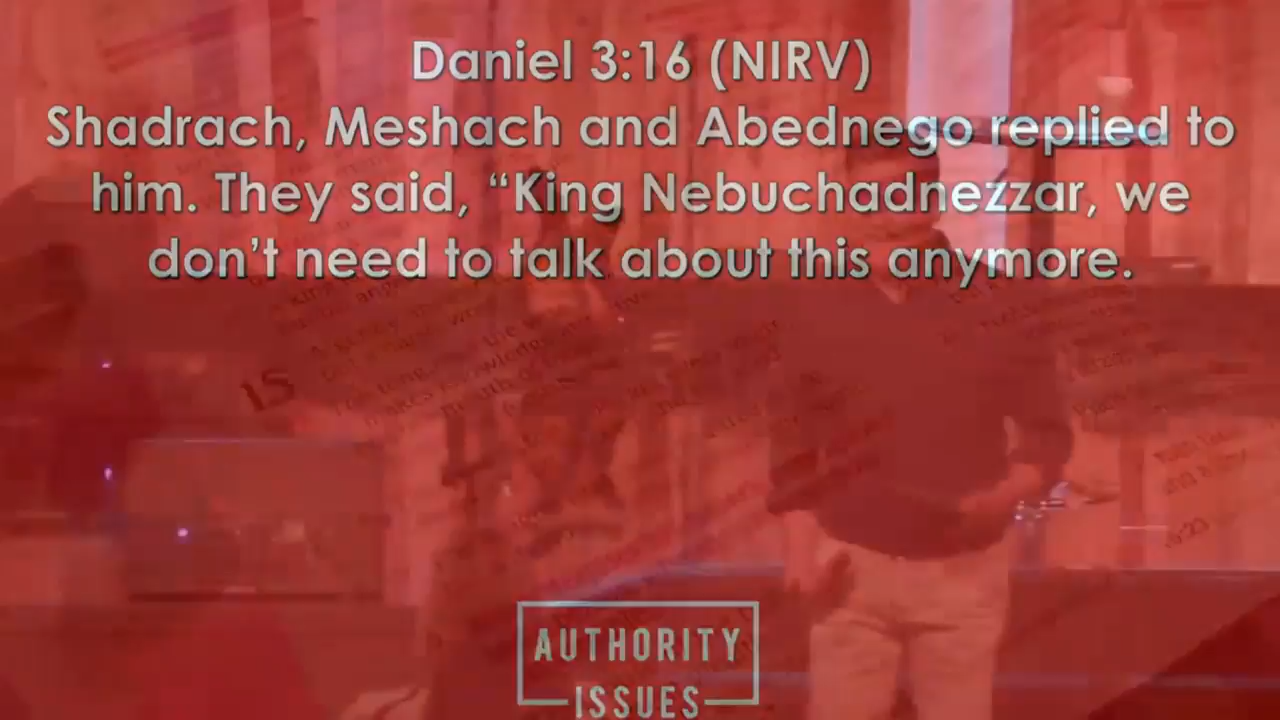 Daniel 3:16 (NIRV)
Shadrach, Meshach and Abednego replied to
him. They said, “King Nebuchadnezzar, we
don’t need to talk about this anymore.
15
AUTHORITY
ISSUES